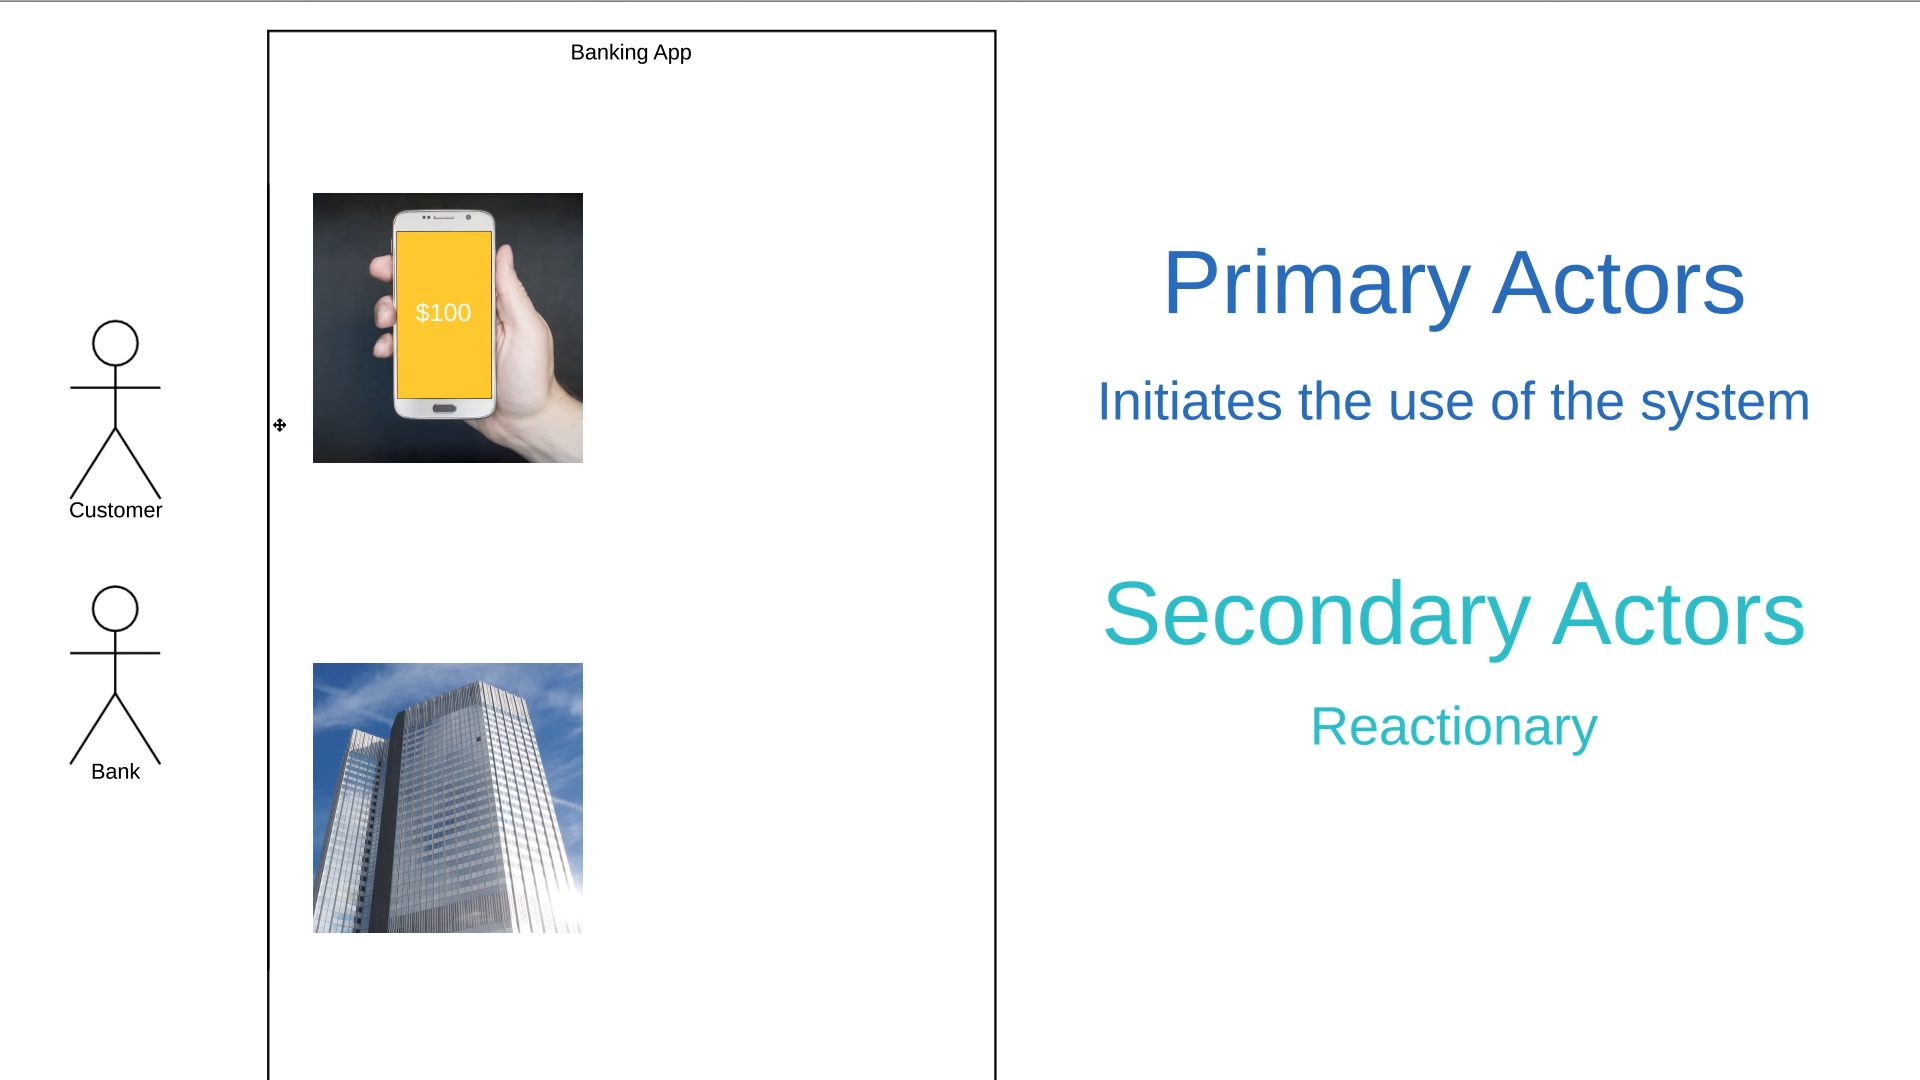 Banking App
$100
Customer
Bank
Primary Actors
Initiates the use of the system
Secondary Actors
Reactionary